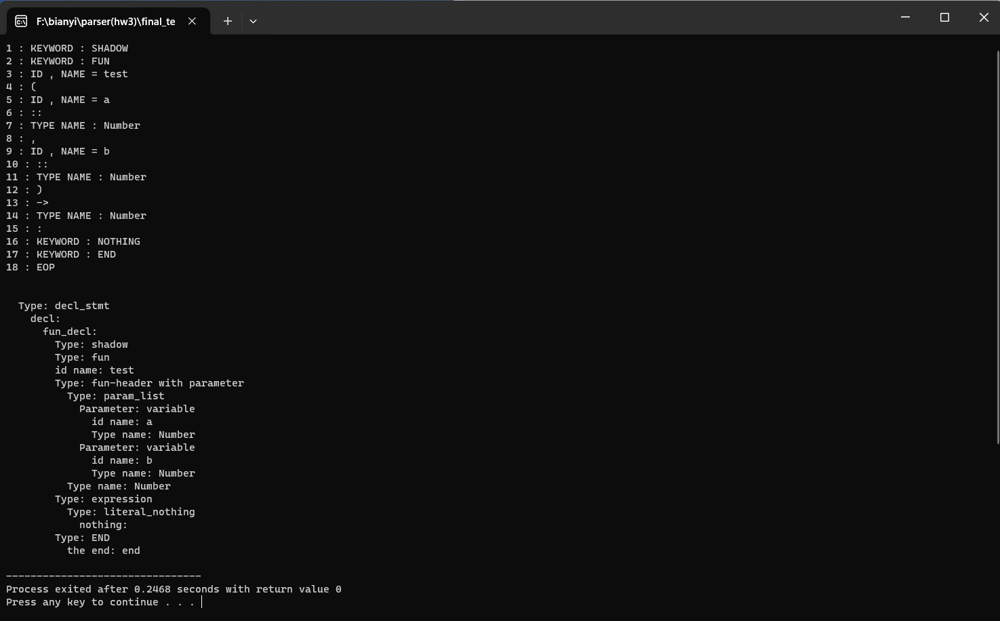 F:\bianyi\parser(hw3)\final_te
1 : KEYWORD : SHADOW
2 : KEYWORD : FUN
3 : ID , NAME = test
4 : (
5 : ID , NAME = a
6 : ::
7 : TYPE NAME : Number
8 : ,
9 : ID , NAME = b
10 : ::
11 : TYPE NAME : Number
12 : )
13 : ->
14 : TYPE NAME : Number
15 : :
16 : KEYWORD : NOTHING
17 : KEYWORD : END
18 : EOP
Type: decl_stmt
decl:
fun_decl:
Type: shadow
Type: fun
id name: test
Type: fun-header with parameter
Type: param_list
Parameter: variable
id name: a
Type name: Number
Parameter: variable
id name: b
Type name: Number
Type name: Number
Type: expression
Type: literal_nothing
nothing:
Type: END
the end: end
--------------------------------
Process exited after 0.2468 seconds with return value 0
Press any key to continue . . .